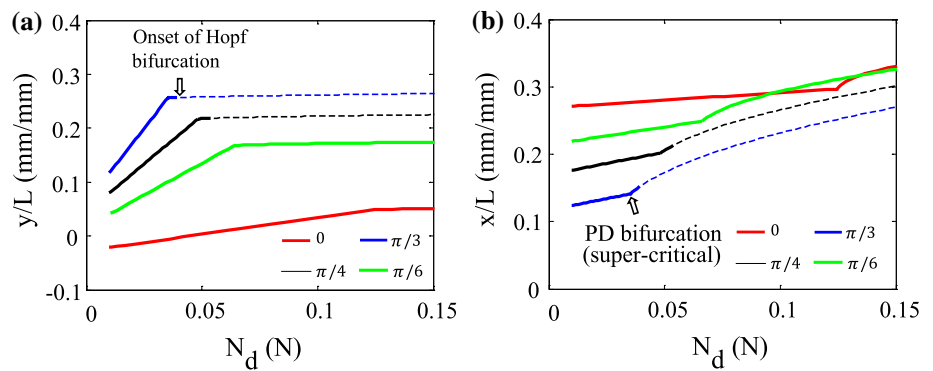 (a)
Onset of Hopf
bifurcation
0.4
0.3
0.2
0.1
0
-0.1
y/L (mm/mm)
0
π/3
π/4
π/6
0
0.05
0.1
0.15
N_d (N)
(b)
0.4
0.3
0.2
0.1
0
x/L (mm/mm)
PD bifurcation
(super-critical)
0
π/3
π/4
π/6
0
0.05
0.1
0.15
N_d (N)